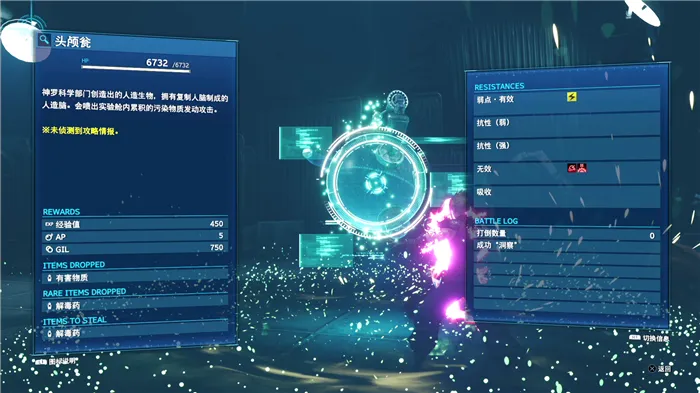 头颅瓮
HP 6732 /6732
神罗科学部门创造出的人造生物，拥有复制人脑制成的
人造脑。会喷出实验舱内累积的污染物质发动攻击。
※未侦测到攻略情报。
REWARDS
EXP 经验值 450
AP 5
GIL 750
ITEMS DROPPED
有害物质
RARE ITEMS DROPPED
解毒药
ITEMS TO STEAL
解毒药
图标说明
RESISTANCES
弱点・有效
抗性（弱）
抗性（强）
无效
吸收
BATTLE LOG
打倒数量 0
成功“洞察”
切换信息
返回